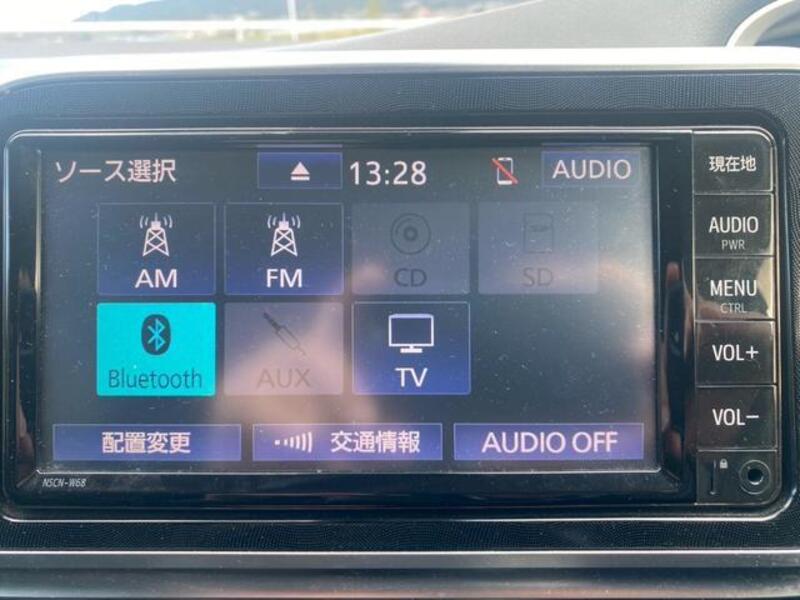 ソース選択
13:28
AUDIO
AM
FM
CD
SD
Bluetooth
AUX
TV
配置変更
交通情報
AUDIO OFF
NSCN-W68
現在地
AUDIO
PWR
MENU
CTRL
VOL+
VOL−